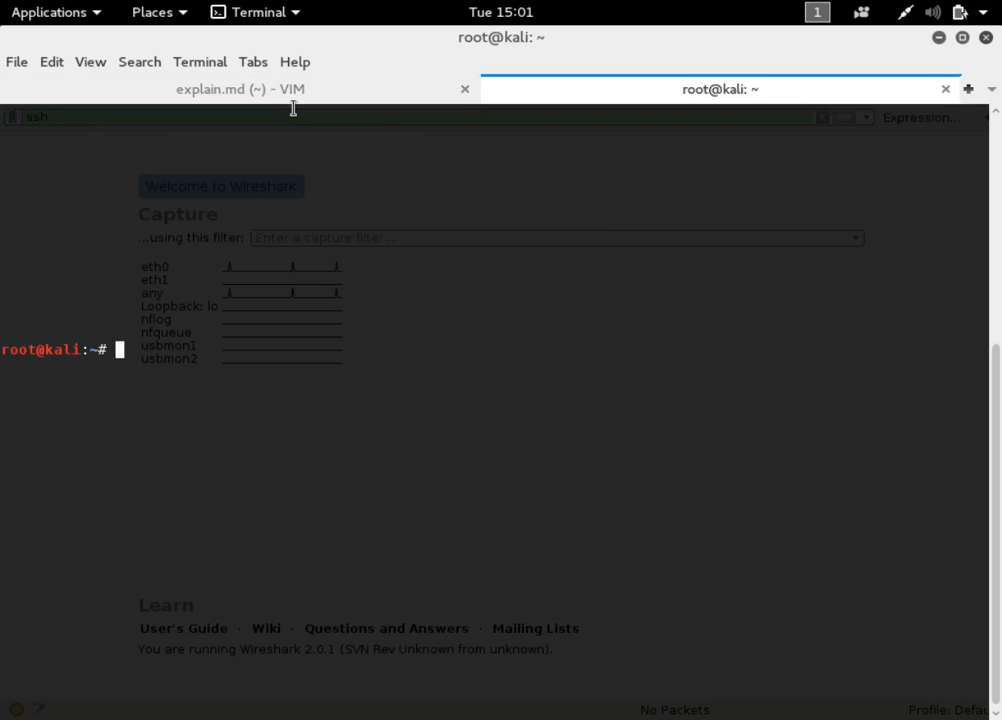 Applications Places Terminal Tue 15:01 1
root@kali: ~
File Edit View Search Terminal Tabs Help
explain.md (~) - VIM root@kali: ~
ssh Expression...
Welcome to Wireshark
Capture
...using this filter: Enter a capture filter ...
eth0
eth1
any
Loopback: lo
nflog
nfqueue
root@kali:~#
usbmon1
usbmon2
Learn
User's Guide · Wiki · Questions and Answers · Mailing Lists
You are running Wireshark 2.0.1 (SVN Rev Unknown from unknown).
No Packets Profile: Defa